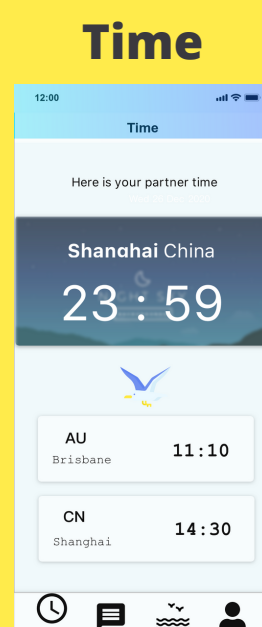 Time
12:00
Time
Here is your partner time
Shanghai China
23 : 59
AU
Brisbane
11:10
CN
Shanghai
14:30